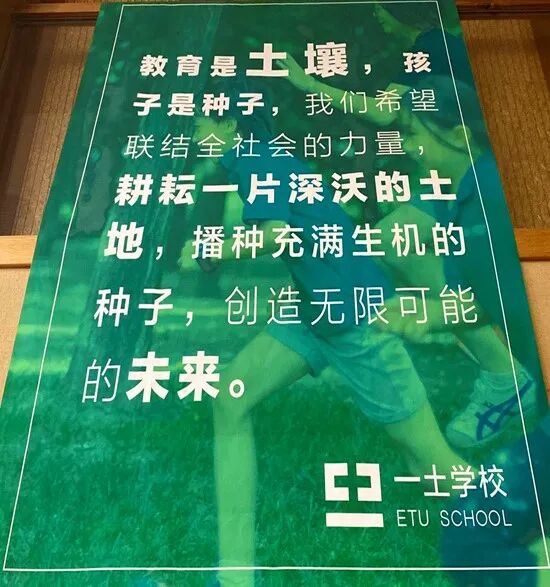 教育是土壤，孩
子是种子，我们希望
联结全社会的力量，
耕耘一片深沃的土
地，播种充满生机的
种子，创造无限可能
的未来。
一土学校
ETU SCHOOL